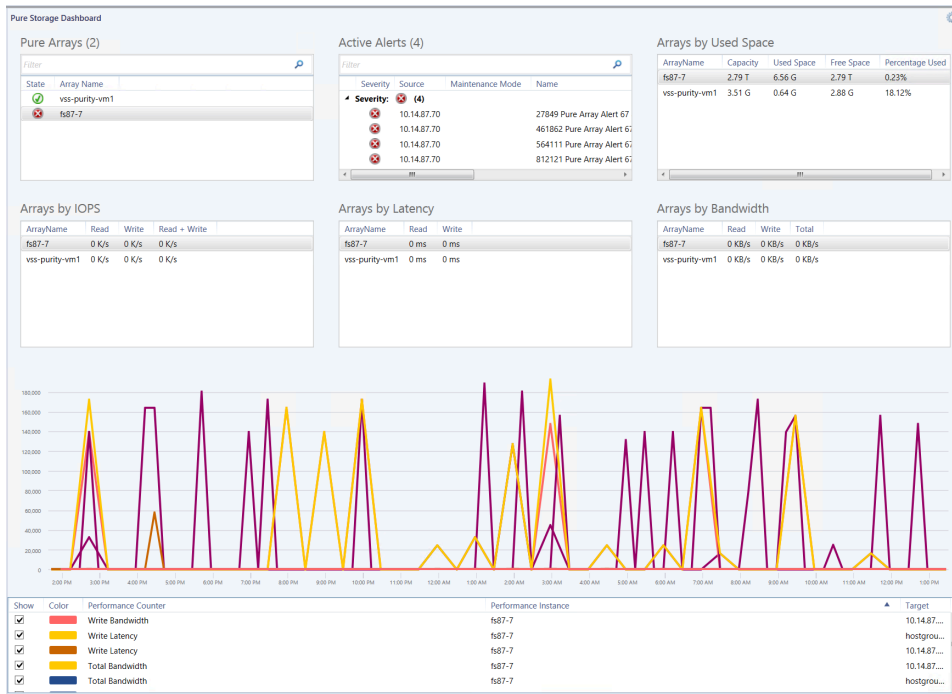 Pure Storage Dashboard
Pure Arrays (2)
Filter
State Array Name
vss-purity-vm1
fs87-7
Active Alerts (4)
Filter
Severity Source Maintenance Mode Name
Severity: (4)
10.14.87.70 27849 Pure Array Alert 67
10.14.87.70 461862 Pure Array Alert 67
10.14.87.70 564111 Pure Array Alert 67
10.14.87.70 812121 Pure Array Alert 67
Arrays by Used Space
ArrayName Capacity Used Space Free Space Percentage Used
fs87-7 2.79 T 6.56 G 2.79 T 0.23%
vss-purity-vm1 3.51 G 0.64 G 2.88 G 18.12%
Arrays by IOPS
ArrayName Read Write Read + Write
fs87-7 0 K/s 0 K/s 0 K/s
vss-purity-vm1 0 K/s 0 K/s 0 K/s
Arrays by Latency
ArrayName Read Write
fs87-7 0 ms 0 ms
vss-purity-vm1 0 ms 0 ms
Arrays by Bandwidth
ArrayName Read Write Total
fs87-7 0 KB/s 0 KB/s 0 KB/s
vss-purity-vm1 0 KB/s 0 KB/s 0 KB/s
180,000
160,000
140,000
120,000
100,000
80,000
60,000
40,000
20,000
0
2:00 PM 3:00 PM 4:00 PM 5:00 PM 6:00 PM 7:00 PM 8:00 PM 9:00 PM 10:00 PM 11:00 PM 12:00 AM 1:00 AM 2:00 AM 3:00 AM 4:00 AM 5:00 AM 6:00 AM 7:00 AM 8:00 AM 9:00 AM 10:00 AM 11:00 AM 12:00 PM 1:00 PM
Show Color Performance Counter Performance Instance Target
Write Bandwidth fs87-7 10.14.87....
Write Latency fs87-7 hostgrou...
Write Latency fs87-7 10.14.87....
Total Bandwidth fs87-7 10.14.87....
Total Bandwidth fs87-7 hostgrou...